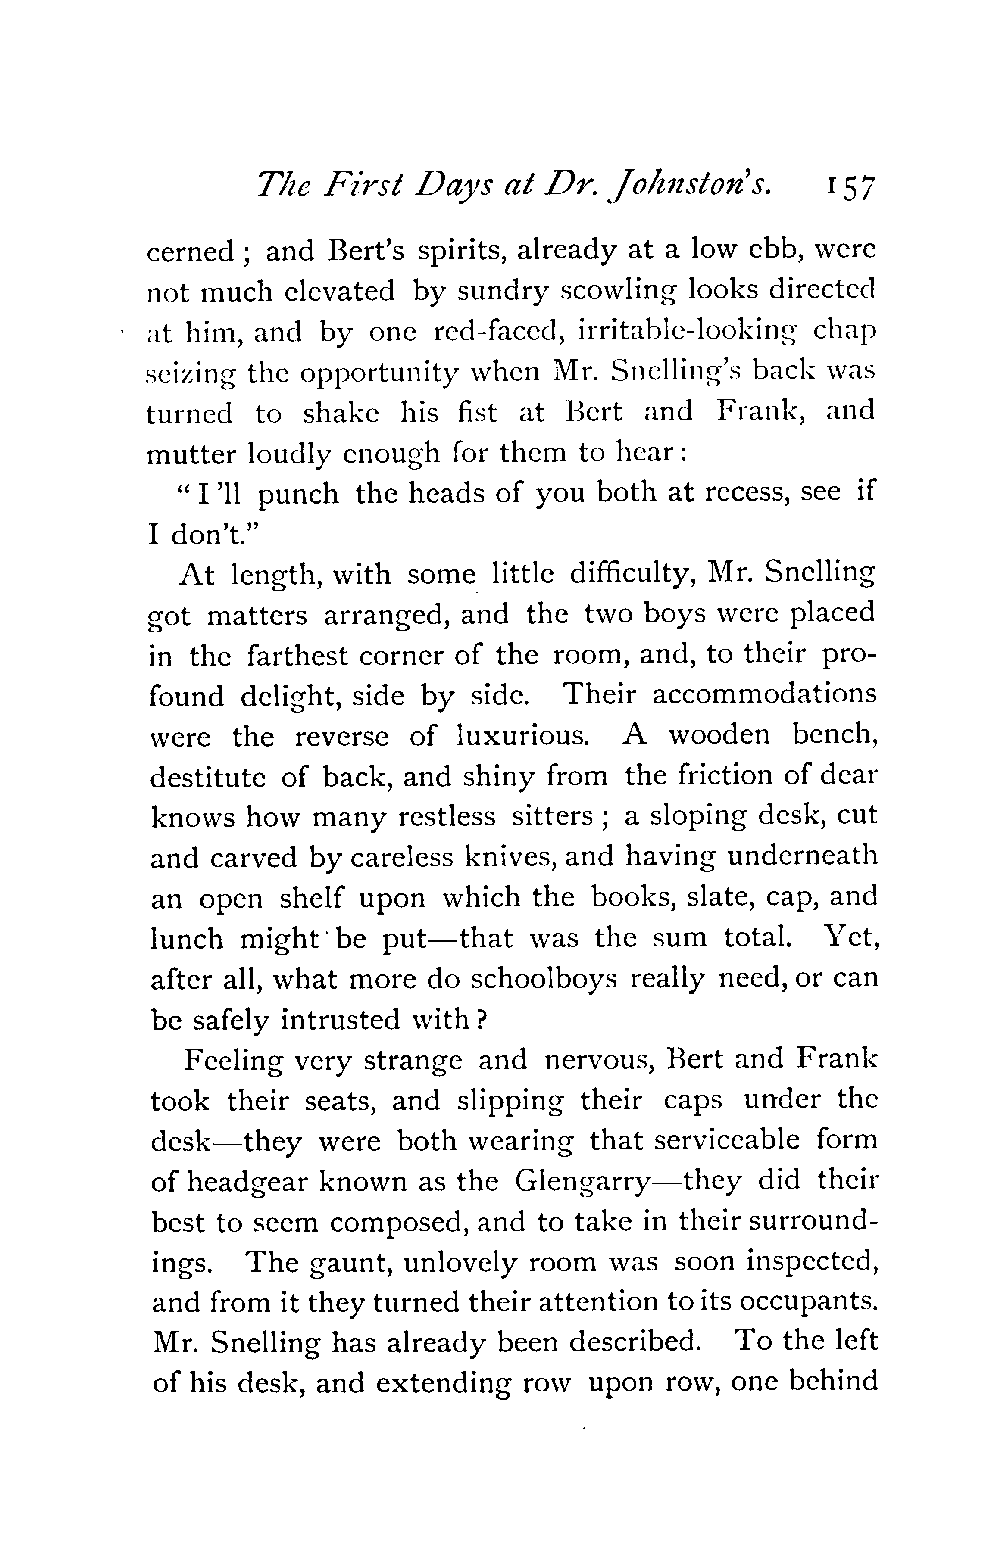 The First Days at Dr. Johnston's. 157
cerned ; and Bert's spirits, already at a low ebb, were
not much elevated by sundry scowling looks directed
at him, and by one red-faced, irritable-looking chap
seizing the opportunity when Mr. Snelling's back was
turned to shake his fist at Bert and Frank, and
mutter loudly enough for them to hear :
" I 'll punch the heads of you both at recess, see if
I don't."
At length, with some little difficulty, Mr. Snelling
got matters arranged, and the two boys were placed
in the farthest corner of the room, and, to their pro-
found delight, side by side. Their accommodations
were the reverse of luxurious. A wooden bench,
destitute of back, and shiny from the friction of dear
knows how many restless sitters ; a sloping desk, cut
and carved by careless knives, and having underneath
an open shelf upon which the books, slate, cap, and
lunch might be put—that was the sum total. Yet,
after all, what more do schoolboys really need, or can
be safely intrusted with ?
Feeling very strange and nervous, Bert and Frank
took their seats, and slipping their caps under the
desk—they were both wearing that serviceable form
of headgear known as the Glengarry—they did their
best to seem composed, and to take in their surround-
ings. The gaunt, unlovely room was soon inspected,
and from it they turned their attention to its occupants.
Mr. Snelling has already been described. To the left
of his desk, and extending row upon row, one behind